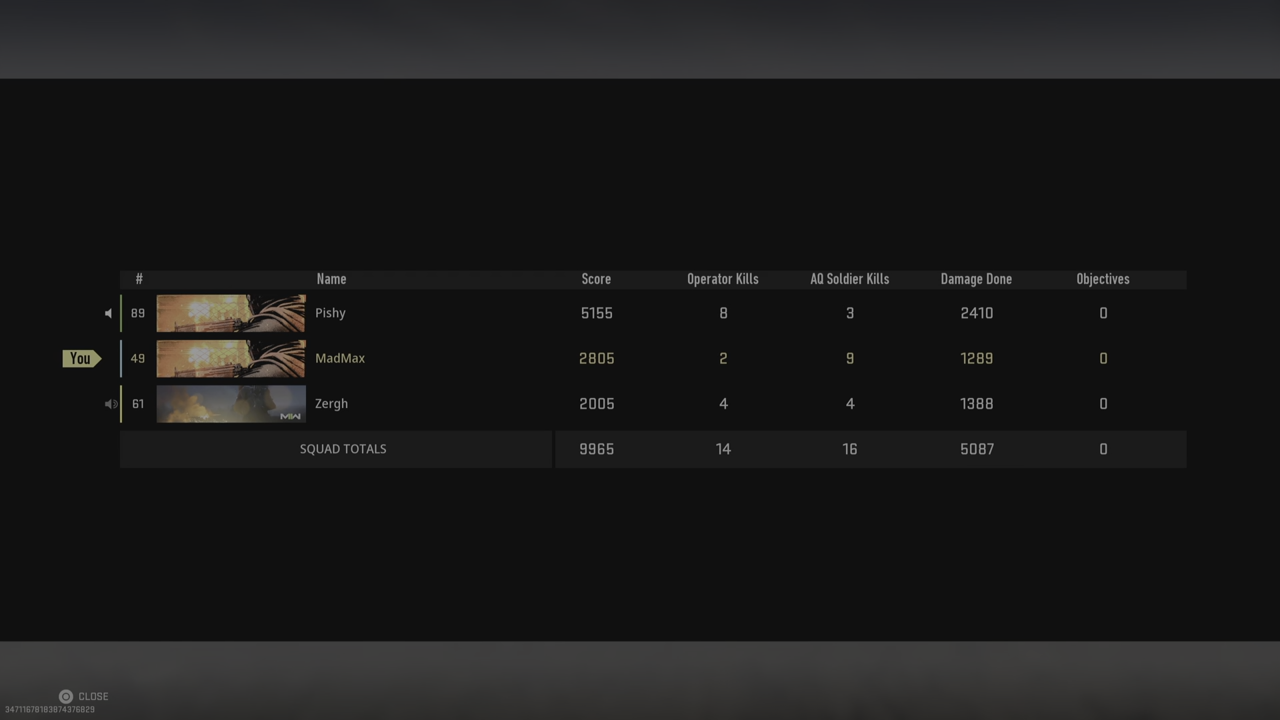 # Name Score Operator Kills AQ Soldier Kills Damage Done Objectives
89 Pishy 5155 8 3 2410 0
You 49 MadMax 2805 2 9 1289 0
61 MW Zergh 2005 4 4 1388 0
SQUAD TOTALS 9965 14 16 5087 0
CLOSE
34711678183874376829